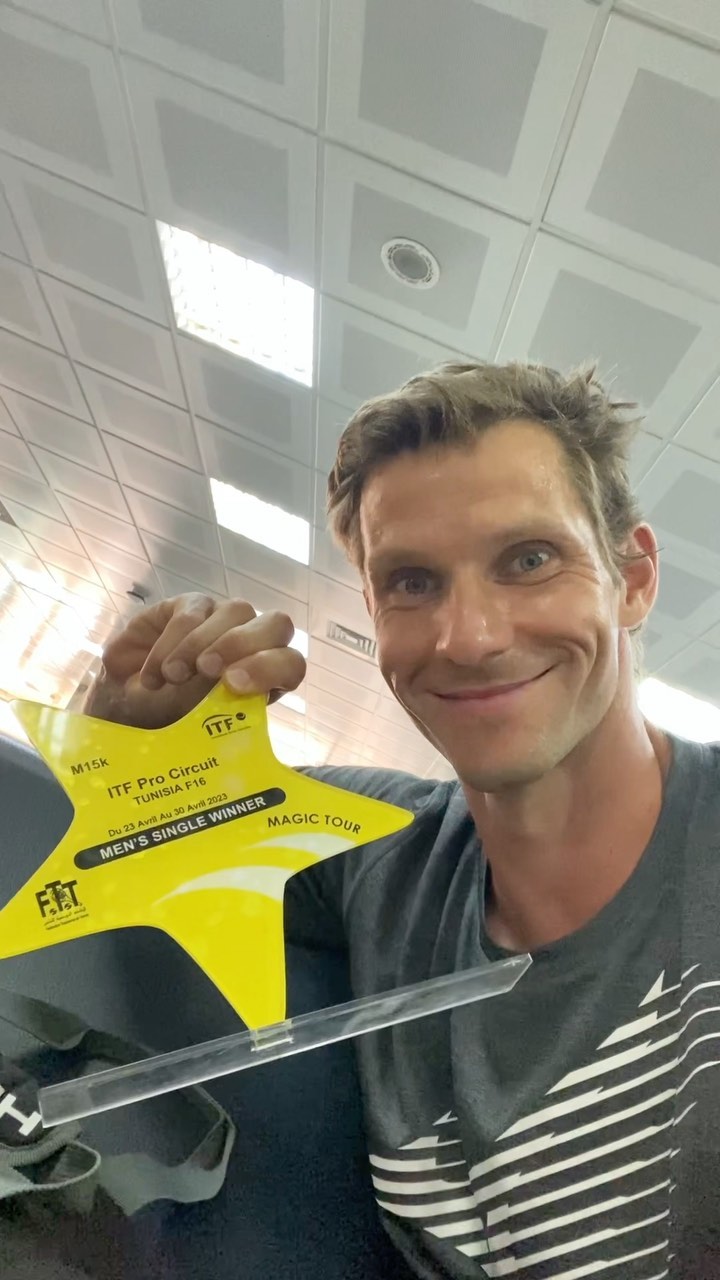 ITF
M15K
ITF Pro Circuit
TUNISIA F16
Du 23 Avril Au 30 Avril 2023
MEN'S SINGLE WINNER
MAGIC TOUR
F.T.T.
H